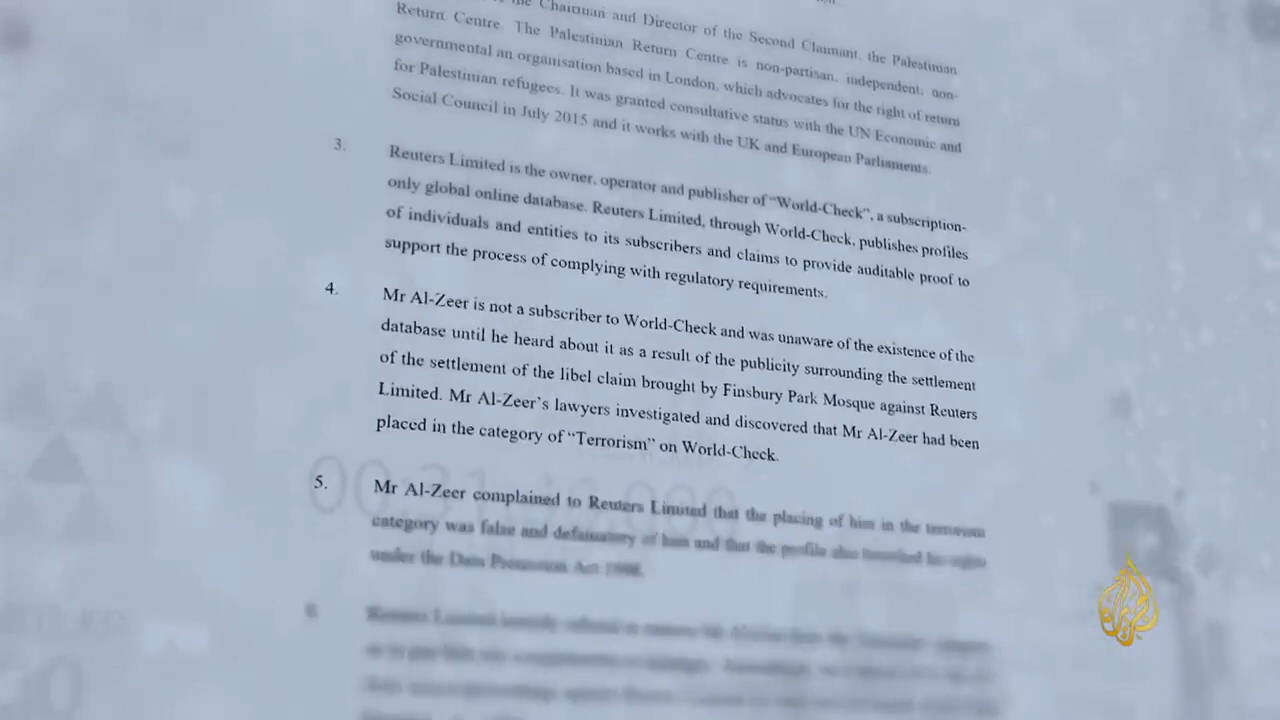 the Chairman and Director of the Second Claimant, the Palestinian
Return Centre. The Palestinian Return Centre is non-partisan, independent, non-
governmental an organisation based in London, which advocates for the right of return
for Palestinian refugees. It was granted consultative status with the UN Economic and
Social Council in July 2015 and it works with the UK and European Parliaments.
3. Reuters Limited is the owner, operator and publisher of “World-Check”, a subscription-
only global online database. Reuters Limited, through World-Check, publishes profiles
of individuals and entities to its subscribers and claims to provide auditable proof to
support the process of complying with regulatory requirements.
4. Mr Al-Zeer is not a subscriber to World-Check and was unaware of the existence of the
database until he heard about it as a result of the publicity surrounding the settlement
of the settlement of the libel claim brought by Finsbury Park Mosque against Reuters
Limited. Mr Al-Zeer’s lawyers investigated and discovered that Mr Al-Zeer had been
placed in the category of “Terrorism” on World-Check.
5. Mr Al-Zeer complained to Reuters Limited that the placing of him in the terrorism
category was false and defamatory of him and that the profile also
under the Data Protection Act 1998.
الجزيرة